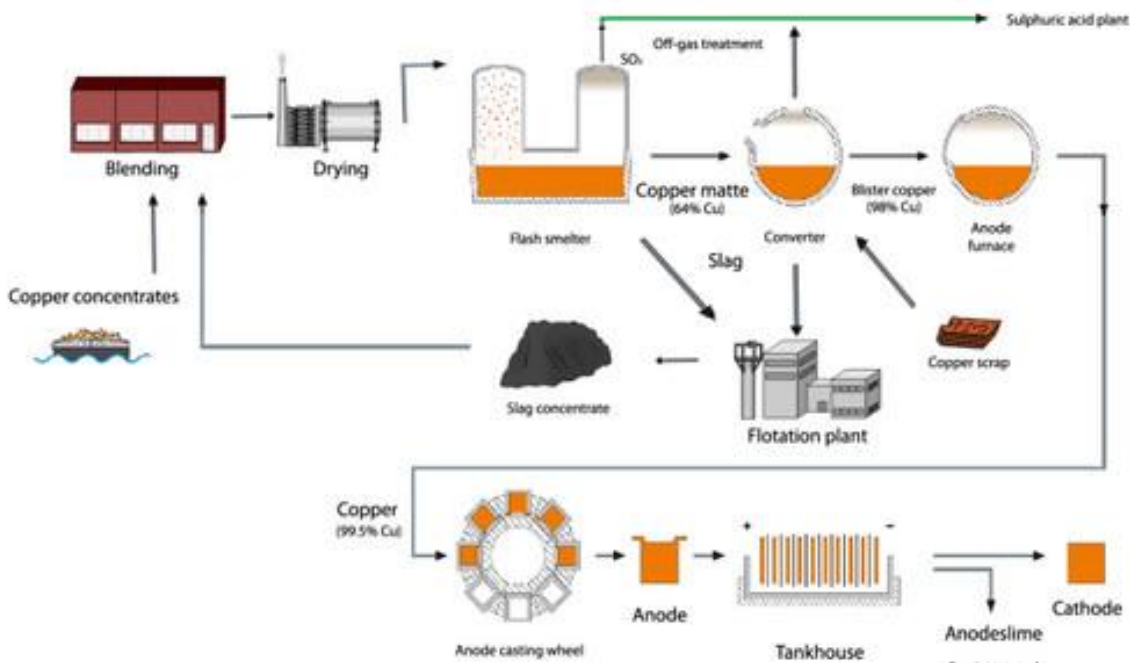 Sulphuric acid plant
Off-gas treatment
SO₂
Blending
Drying
Copper matte
(64% Cu)
Blister copper
(98% Cu)
Flash smelter
Converter
Anode
furnace
Slag
Copper concentrates
Copper scrap
Slag concentrate
Flotation plant
Copper
(99.5% Cu)
+
−
Anode
Cathode
Anodeslime
Anode casting wheel
Tankhouse